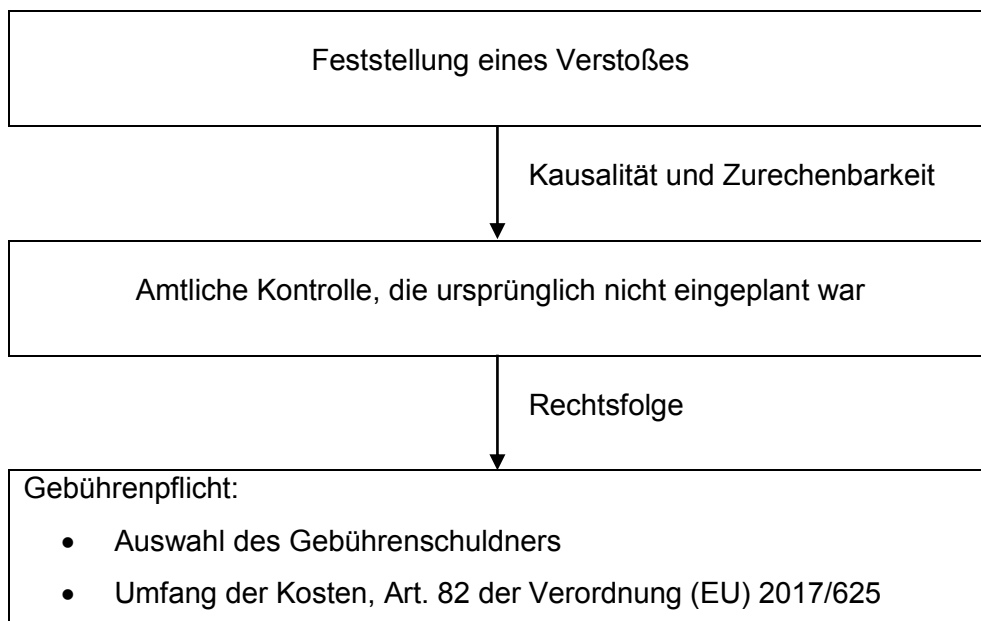 Feststellung eines Verstoßes
Kausalität und Zurechenbarkeit
Amtliche Kontrolle, die ursprünglich nicht eingeplant war
Rechtsfolge
Gebührenpflicht:
• Auswahl des Gebührenschuldners
• Umfang der Kosten, Art. 82 der Verordnung (EU) 2017/625